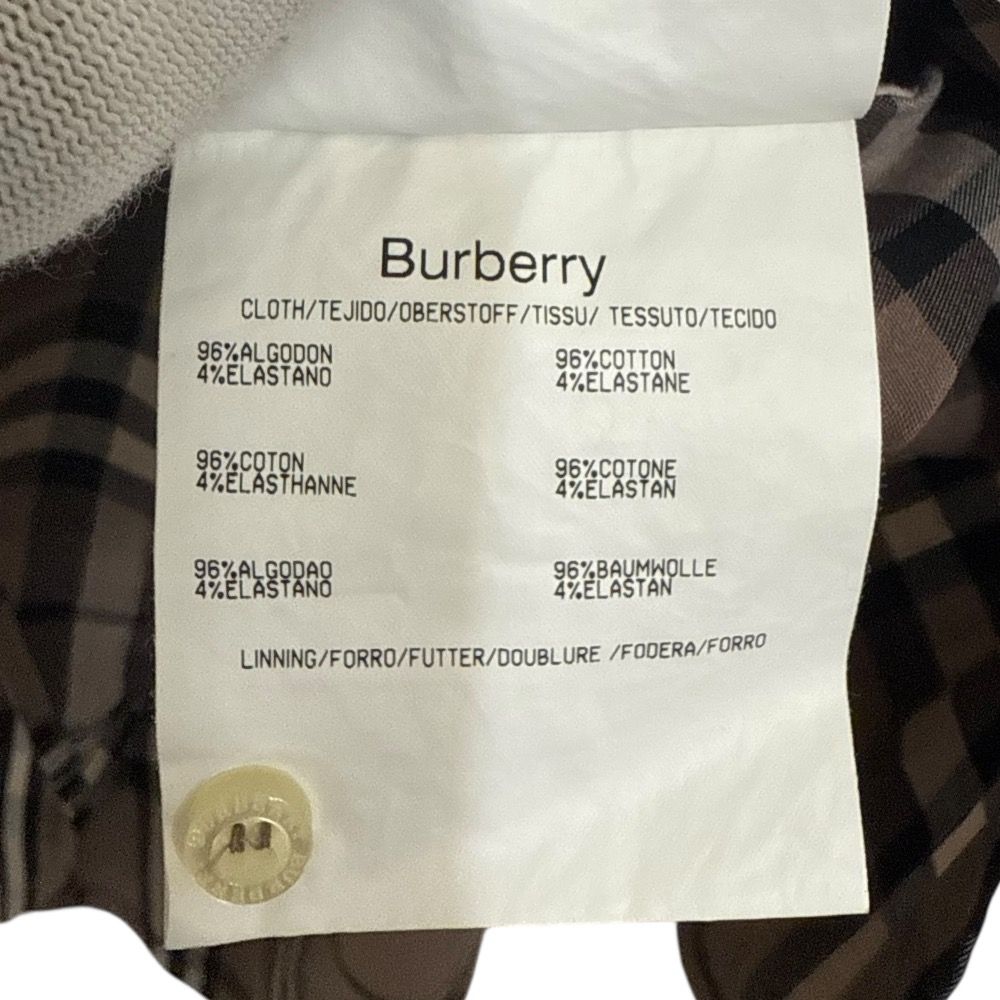 Burberry
CLOTH/TEJIDO/OBERSTOFF/TISSU/ TESSUTO/TECIDO
96%ALGODON
4%ELASTANO
96%COTTON
4%ELASTANE
96%COTON
4%ELASTHANNE
96%COTONE
4%ELASTAN
96%ALGODAO
4%ELASTANO
96%BAUMWOLLE
4%ELASTAN
LINNING/FORRO/FUTTER/DOUBLURE /FODERA/FORRO